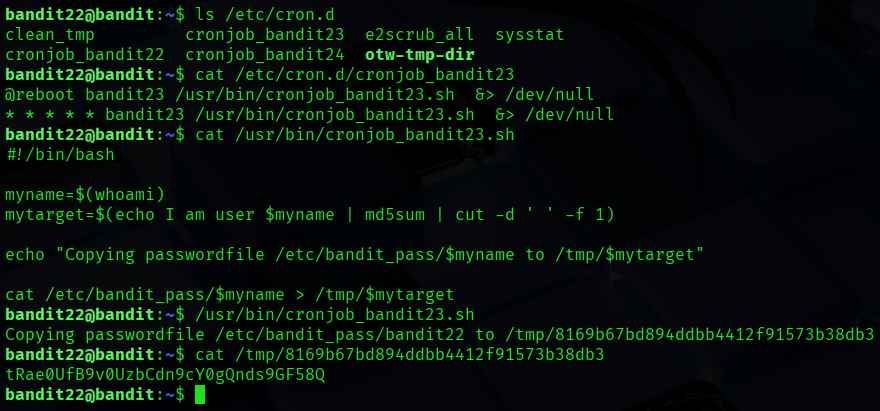 bandit22@bandit:~$ ls /etc/cron.d
clean_tmp         cronjob_bandit23  e2scrub_all  sysstat
cronjob_bandit22  cronjob_bandit24  otw-tmp-dir
bandit22@bandit:~$ cat /etc/cron.d/cronjob_bandit23
@reboot bandit23 /usr/bin/cronjob_bandit23.sh  &> /dev/null
* * * * * bandit23 /usr/bin/cronjob_bandit23.sh  &> /dev/null
bandit22@bandit:~$ cat /usr/bin/cronjob_bandit23.sh
#!/bin/bash

myname=$(whoami)
mytarget=$(echo I am user $myname | md5sum | cut -d ' ' -f 1)

echo "Copying passwordfile /etc/bandit_pass/$myname to /tmp/$mytarget"

cat /etc/bandit_pass/$myname > /tmp/$mytarget
bandit22@bandit:~$ /usr/bin/cronjob_bandit23.sh
Copying passwordfile /etc/bandit_pass/bandit22 to /tmp/8169b67bd894ddbb4412f91573b38db3
bandit22@bandit:~$ cat /tmp/8169b67bd894ddbb4412f91573b38db3
tRae0UfB9v0UzbCdn9cY0gQnds9GF58Q
bandit22@bandit:~$